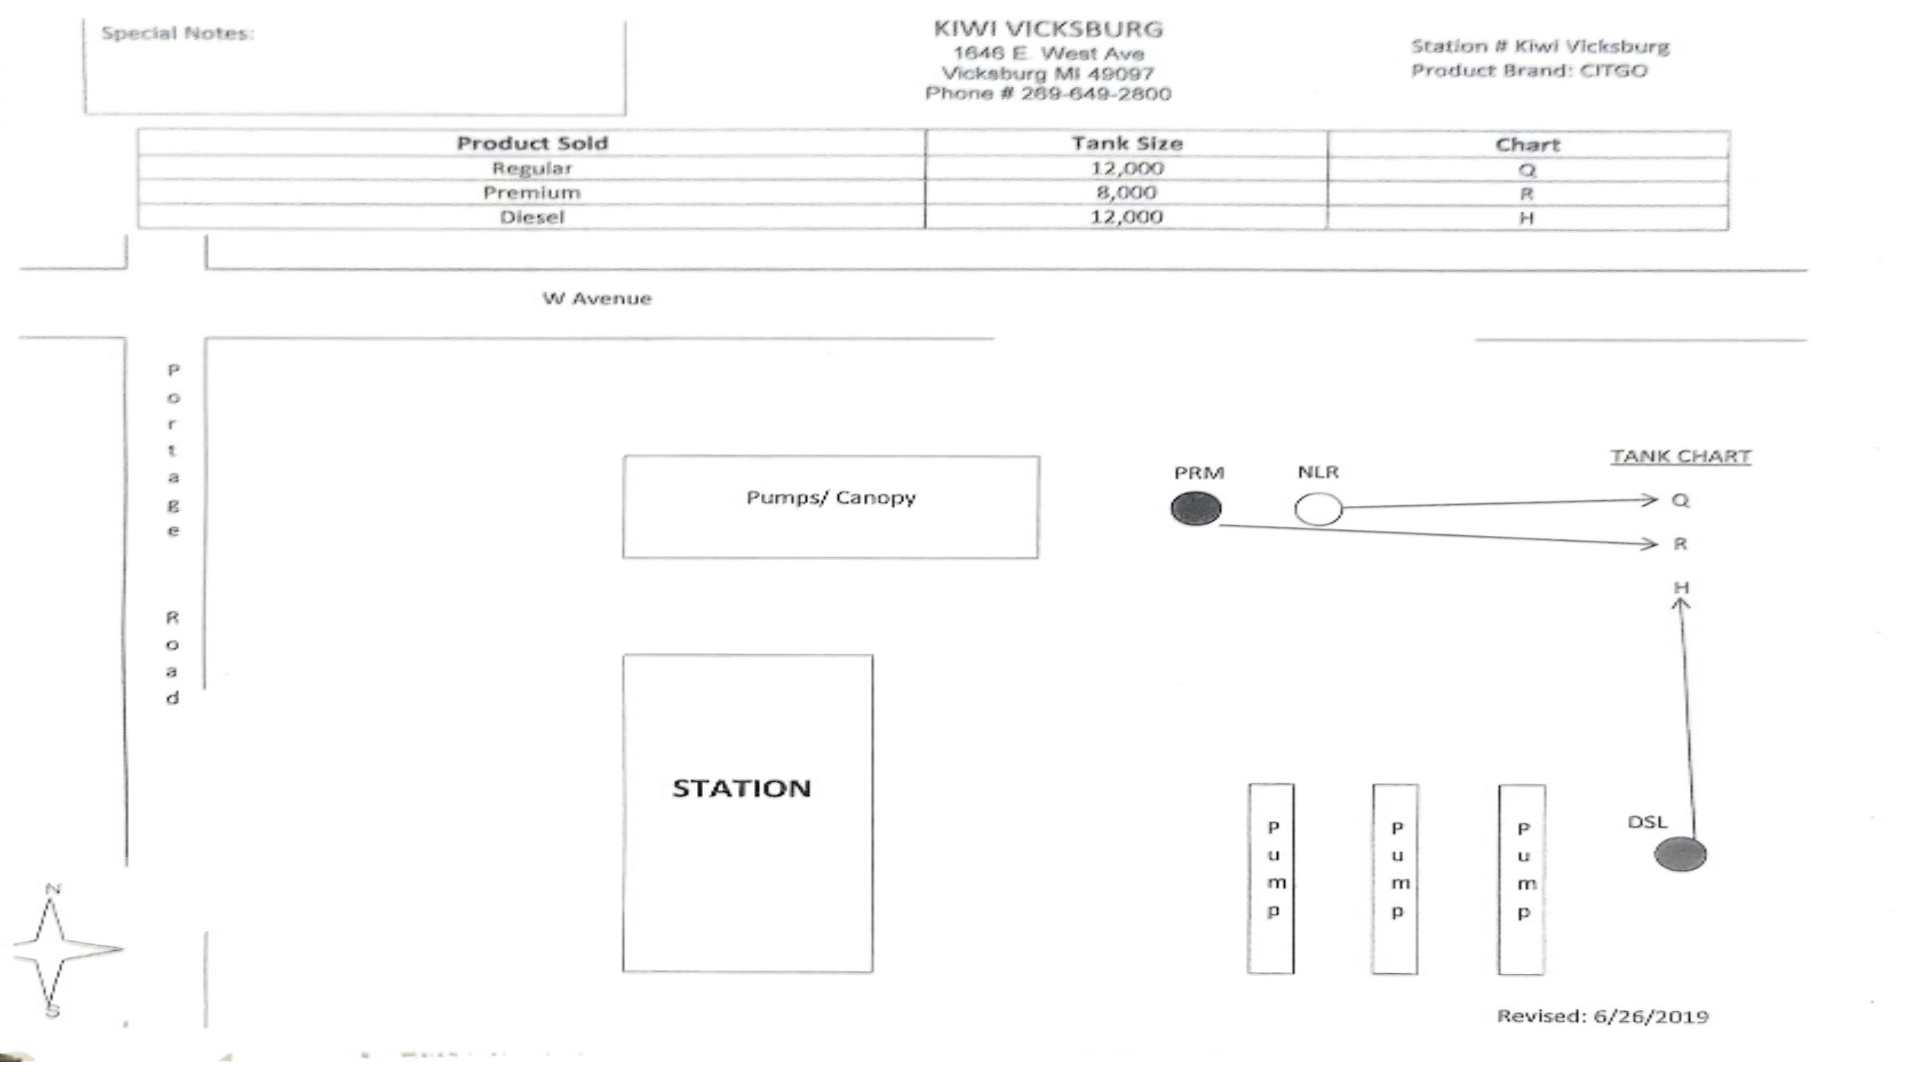 Special Notes:
KIWI VICKSBURG
1646 E. West Ave
Vicksburg MI 49097
Phone # 269-649-2800
Station # Kiwi Vicksburg
Product Brand: CITGO
Product Sold Tank Size Chart
Regular 12,000 Q
Premium 8,000 R
Diesel 12,000 H
W Avenue
Portage Road
Pumps/ Canopy
PRM
NLR
TANK CHART
Q
R
H
STATION
Pump
Pump
Pump
DSL
N
S
Revised: 6/26/2019